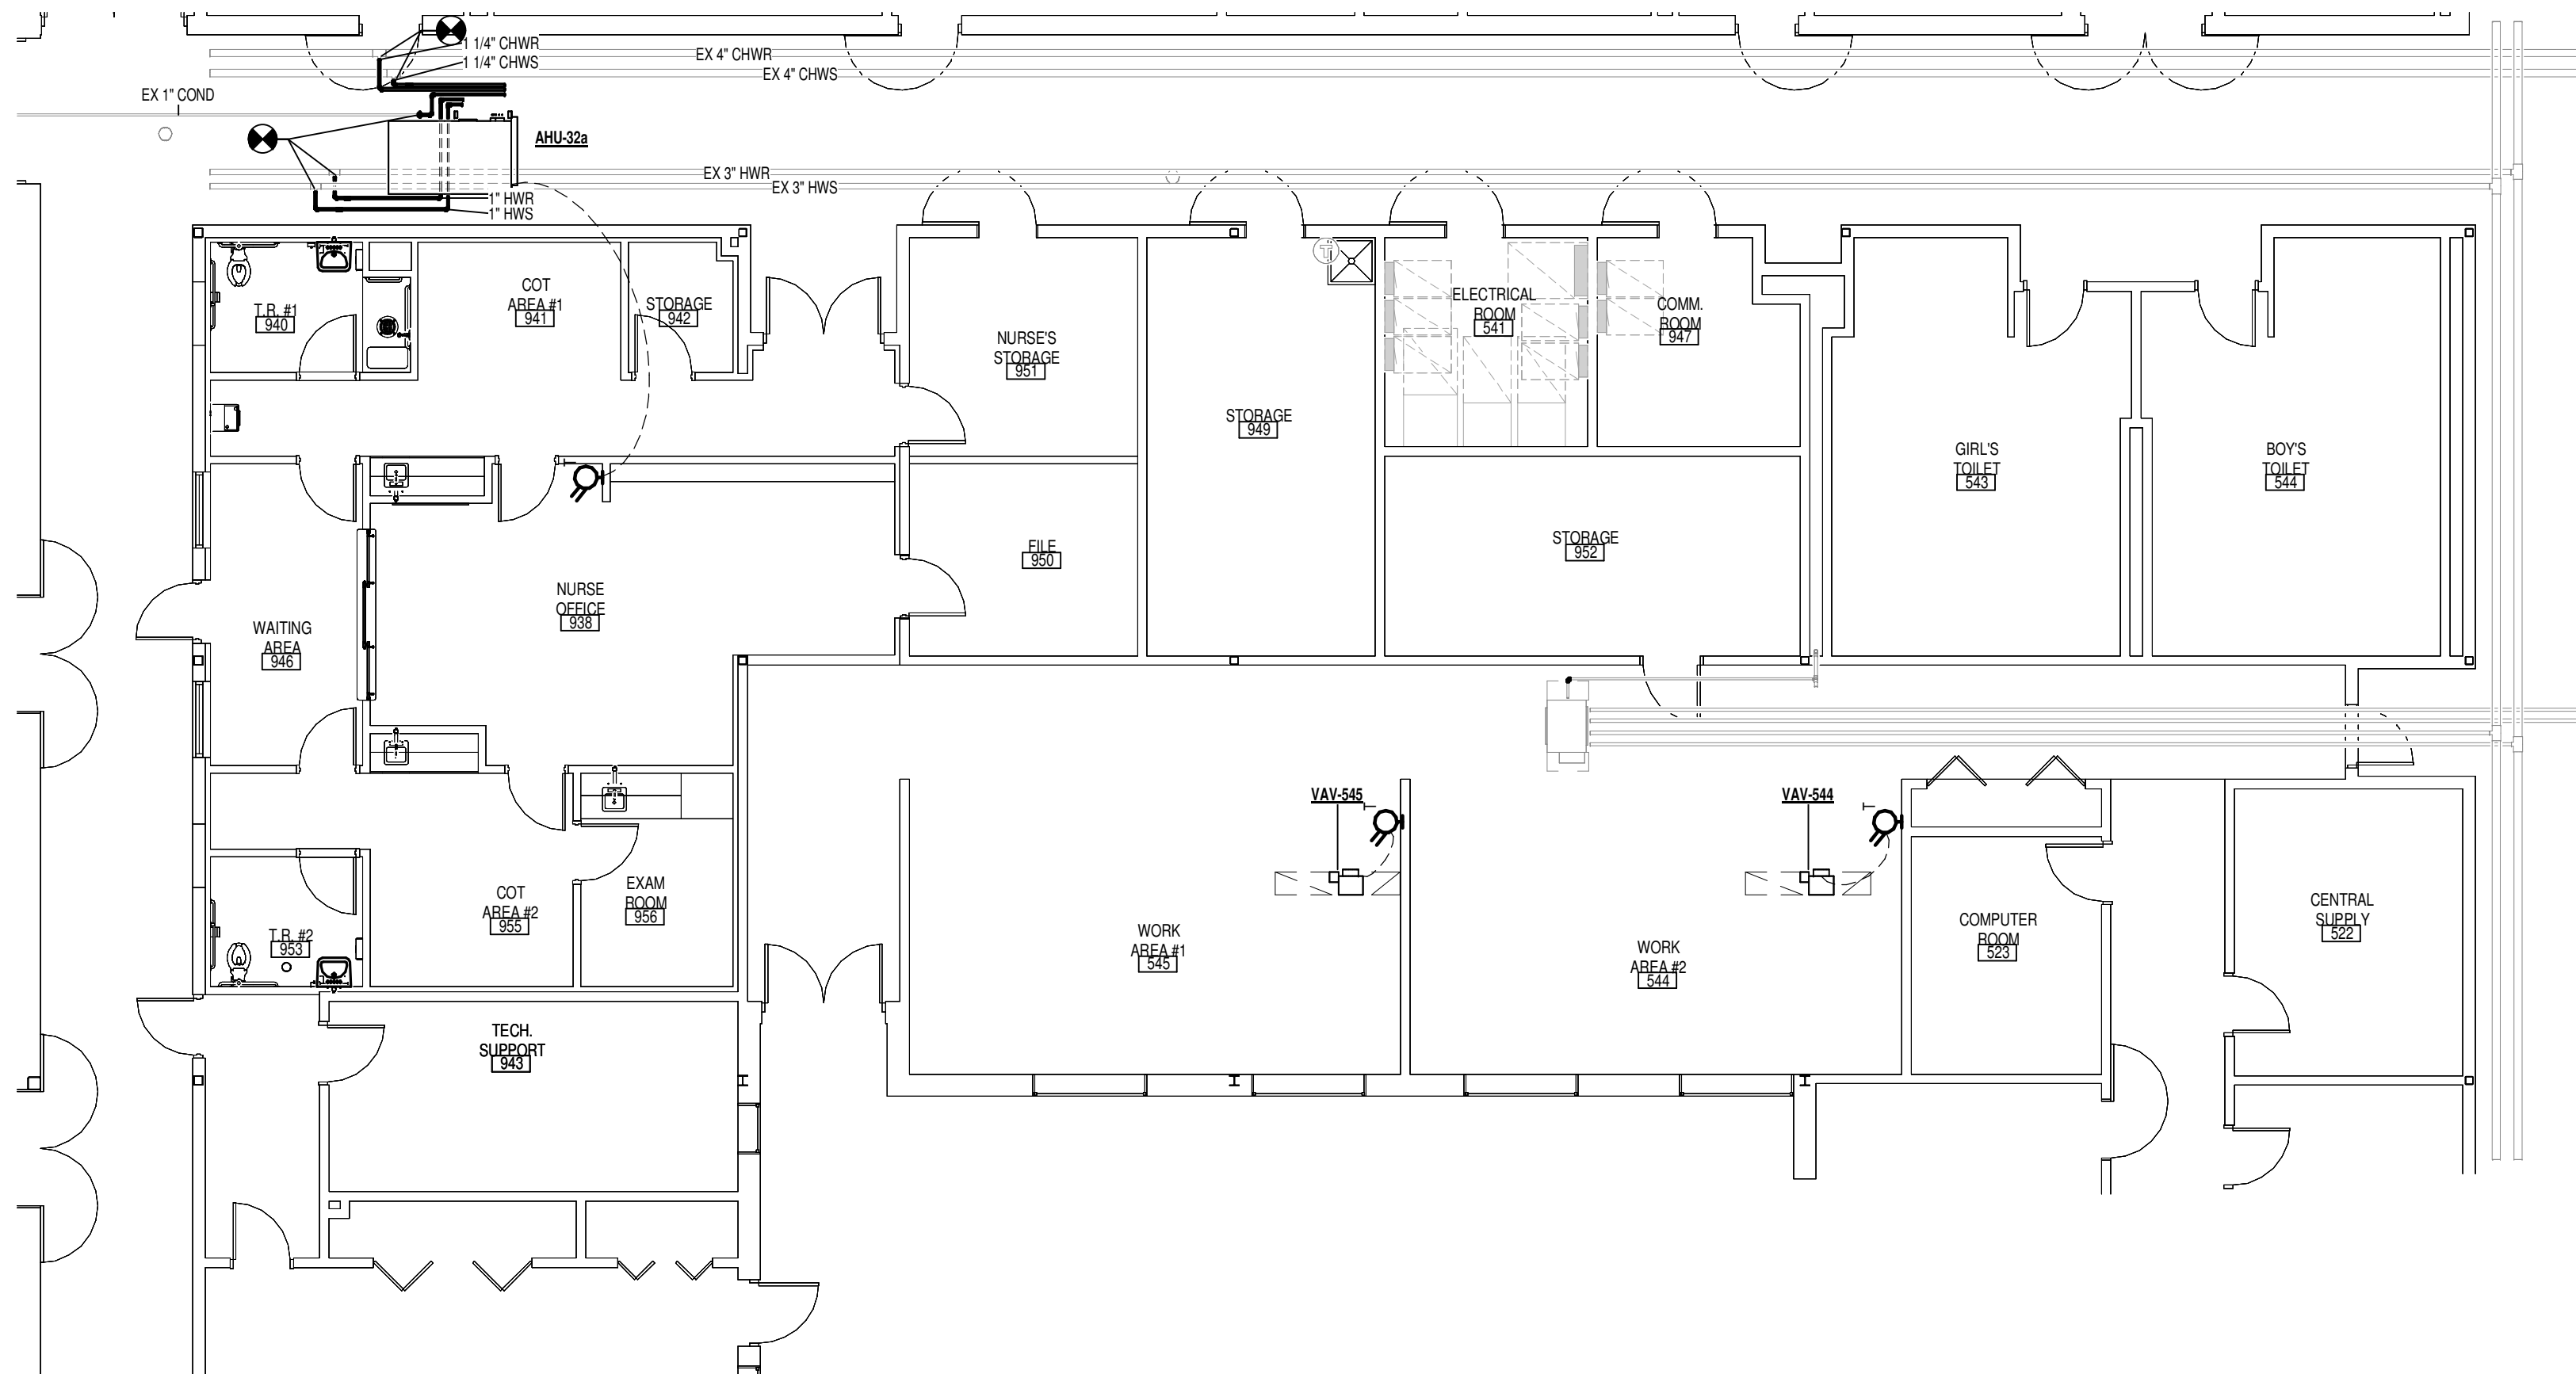 1 1/4" CHWR
1 1/4" CHWS
EX 4" CHWR
EX 4" CHWS
EX 1" COND
AHU-32a
EX 3" HWR
EX 3" HWS
1" HWR
1" HWS
T.R. #1
940
COT
AREA #1
941
STORAGE
942
NURSE'S
STORAGE
951
STORAGE
949
T
ELECTRICAL
ROOM
541
COMM.
ROOM
947
GIRL'S
TOILET
543
BOY'S
TOILET
544
T
FILE
950
STORAGE
952
NURSE
OFFICE
938
WAITING
AREA
946
VAV-545
T
VAV-544
T
COT
AREA #2
955
EXAM
ROOM
956
T.R. #2
953
WORK
AREA #1
545
WORK
AREA #2
544
COMPUTER
ROOM
523
CENTRAL
SUPPLY
522
TECH.
SUPPORT
943